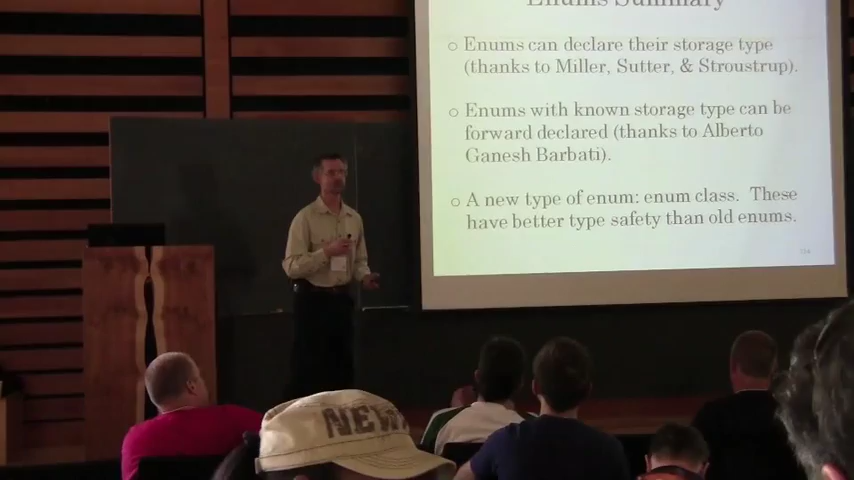 Enums Summary
○ Enums can declare their storage type
(thanks to Miller, Sutter, & Stroustrup).
○ Enums with known storage type can be
forward declared (thanks to Alberto
Ganesh Barbati).
○ A new type of enum: enum class. These
have better type safety than old enums.
NEW